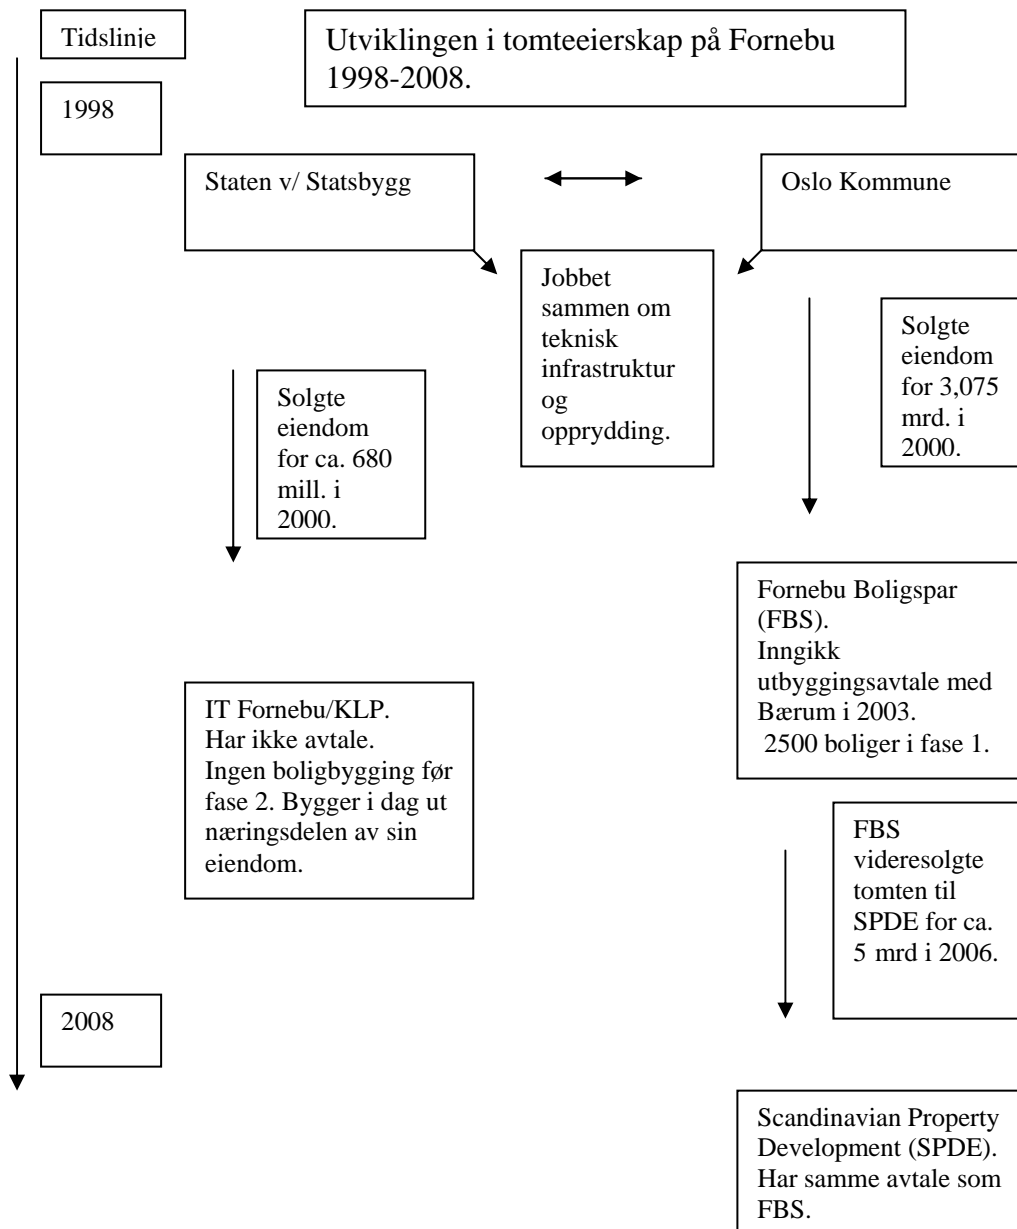 Tidslinje
Utviklingen i tomteeierskap på Fornebu
1998-2008.
1998
Staten v/ Statsbygg
Oslo Kommune
Jobbet
sammen om
teknisk
infrastruktur
og
opprydding.
Solgte
eiendom
for 3,075
mrd. i
2000.
Solgte
eiendom
for ca. 680
mill. i
2000.
Fornebu Boligspar
(FBS).
Inngikk
utbyggingsavtale med
Bærum i 2003.
2500 boliger i fase 1.
IT Fornebu/KLP.
Har ikke avtale.
Ingen boligbygging før
fase 2. Bygger i dag ut
næringsdelen av sin
eiendom.
FBS
videresolgte
tomten til
SPDE for ca.
5 mrd i 2006.
2008
Scandinavian Property
Development (SPDE).
Har samme avtale som
FBS.